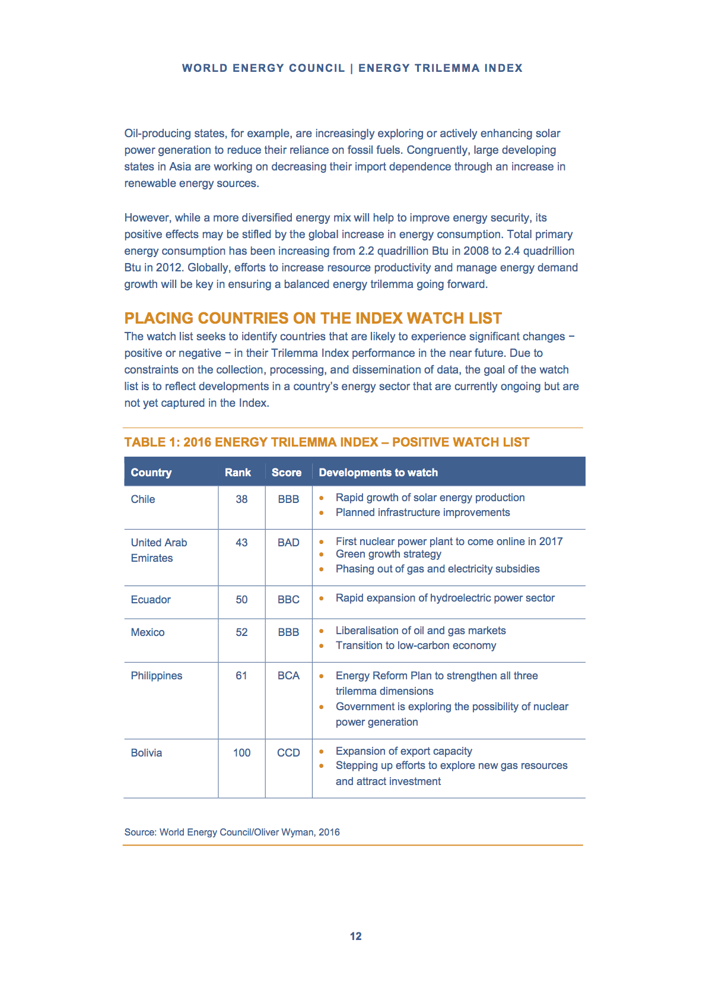 WORLD ENERGY COUNCIL | ENERGY TRILEMMA INDEX
Oil-producing states, for example, are increasingly exploring or actively enhancing solar
power generation to reduce their reliance on fossil fuels. Congruently, large developing
states in Asia are working on decreasing their import dependence through an increase in
renewable energy sources.
However, while a more diversified energy mix will help to improve energy security, its
positive effects may be stifled by the global increase in energy consumption. Total primary
energy consumption has been increasing from 2.2 quadrillion Btu in 2008 to 2.4 quadrillion
Btu in 2012. Globally, efforts to increase resource productivity and manage energy demand
growth will be key in ensuring a balanced energy trilemma going forward.
PLACING COUNTRIES ON THE INDEX WATCH LIST
The watch list seeks to identify countries that are likely to experience significant changes −
positive or negative − in their Trilemma Index performance in the near future. Due to
constraints on the collection, processing, and dissemination of data, the goal of the watch
list is to reflect developments in a country’s energy sector that are currently ongoing but are
not yet captured in the Index.
TABLE 1: 2016 ENERGY TRILEMMA INDEX – POSITIVE WATCH LIST
Country Rank Score Developments to watch
Chile 38 BBB • Rapid growth of solar energy production
• Planned infrastructure improvements
United Arab 43 BAD • First nuclear power plant to come online in 2017
Emirates • Green growth strategy
• Phasing out of gas and electricity subsidies
Ecuador 50 BBC • Rapid expansion of hydroelectric power sector
Mexico 52 BBB • Liberalisation of oil and gas markets
• Transition to low-carbon economy
Philippines 61 BCA • Energy Reform Plan to strengthen all three
trilemma dimensions
• Government is exploring the possibility of nuclear
power generation
Bolivia 100 CCD • Expansion of export capacity
• Stepping up efforts to explore new gas resources
and attract investment
Source: World Energy Council/Oliver Wyman, 2016
12